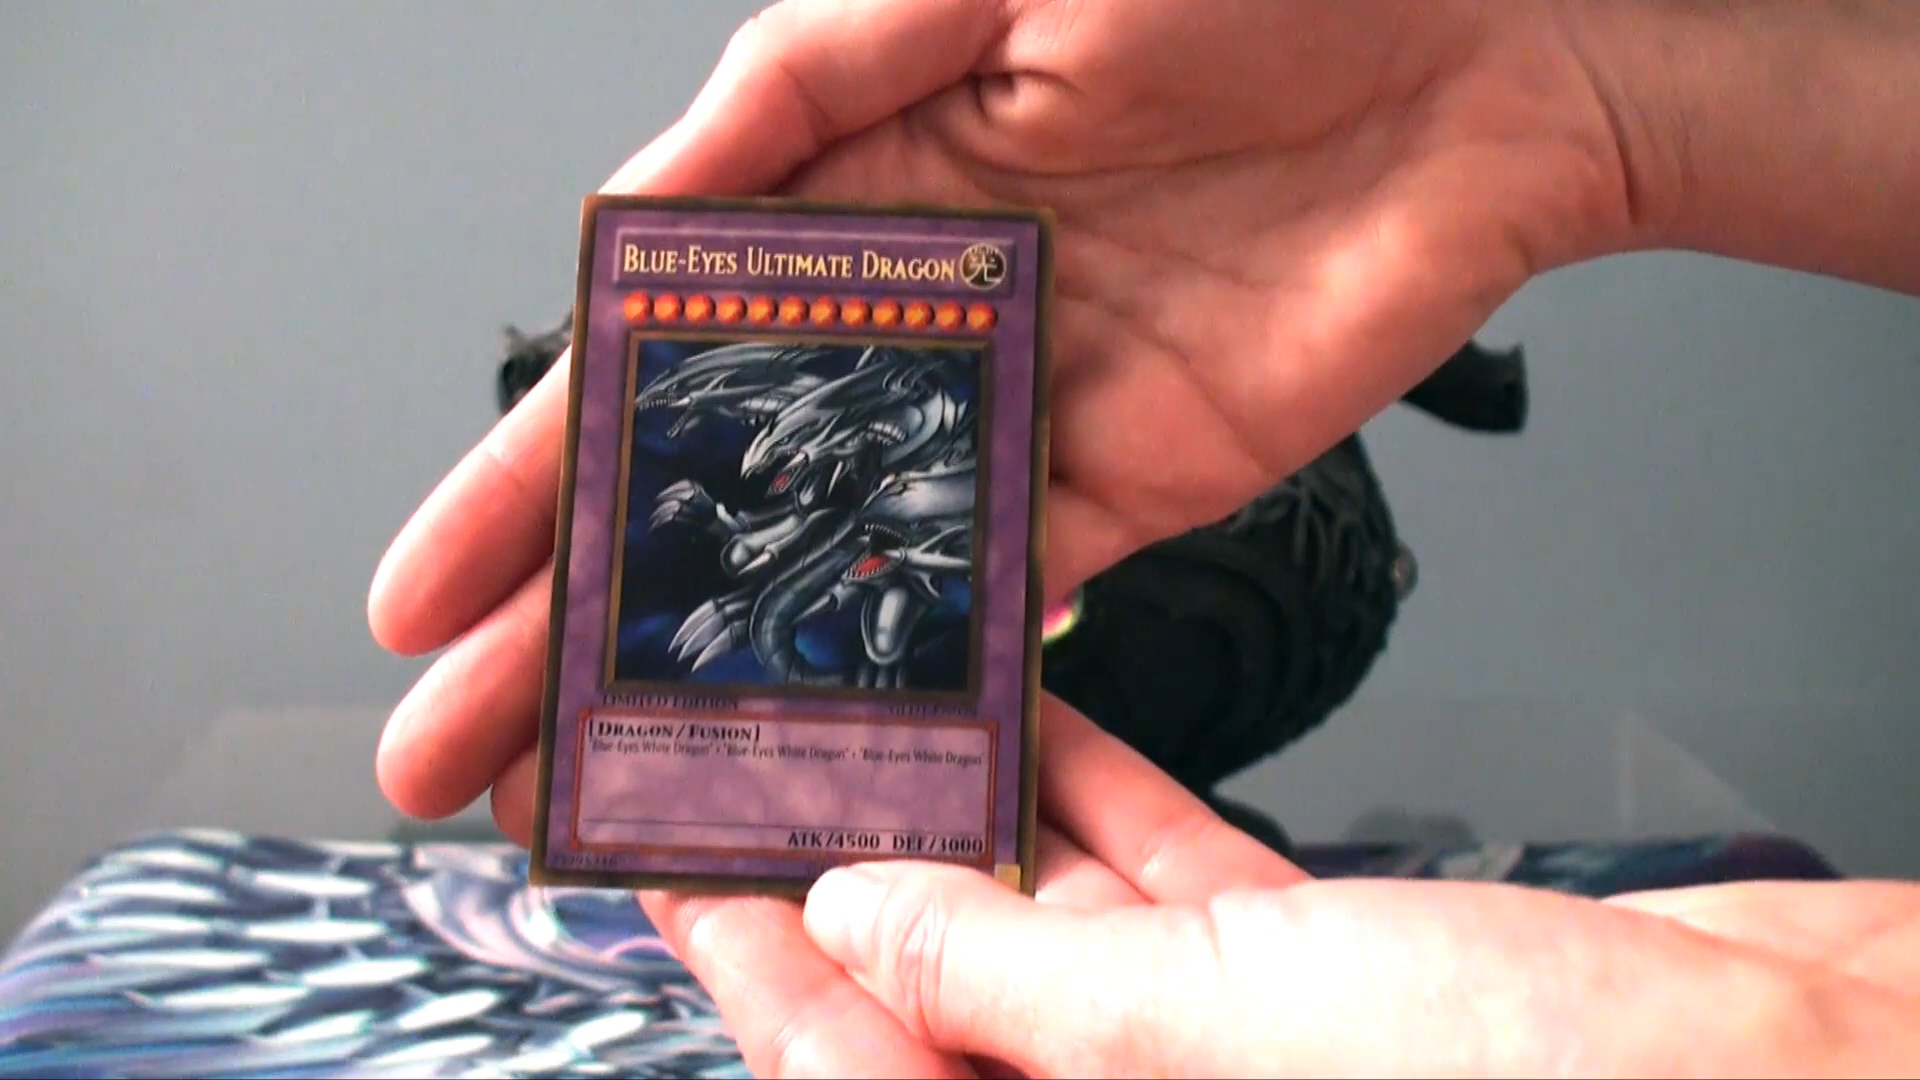 BLUE-EYES ULTIMATE DRAGON 光
LIMITED EDITION
[DRAGON/FUSION]
"Blue-Eyes White Dragon" + "Blue-Eyes White Dragon" + "Blue-Eyes White Dragon"
ATK/4500 DEF/3000